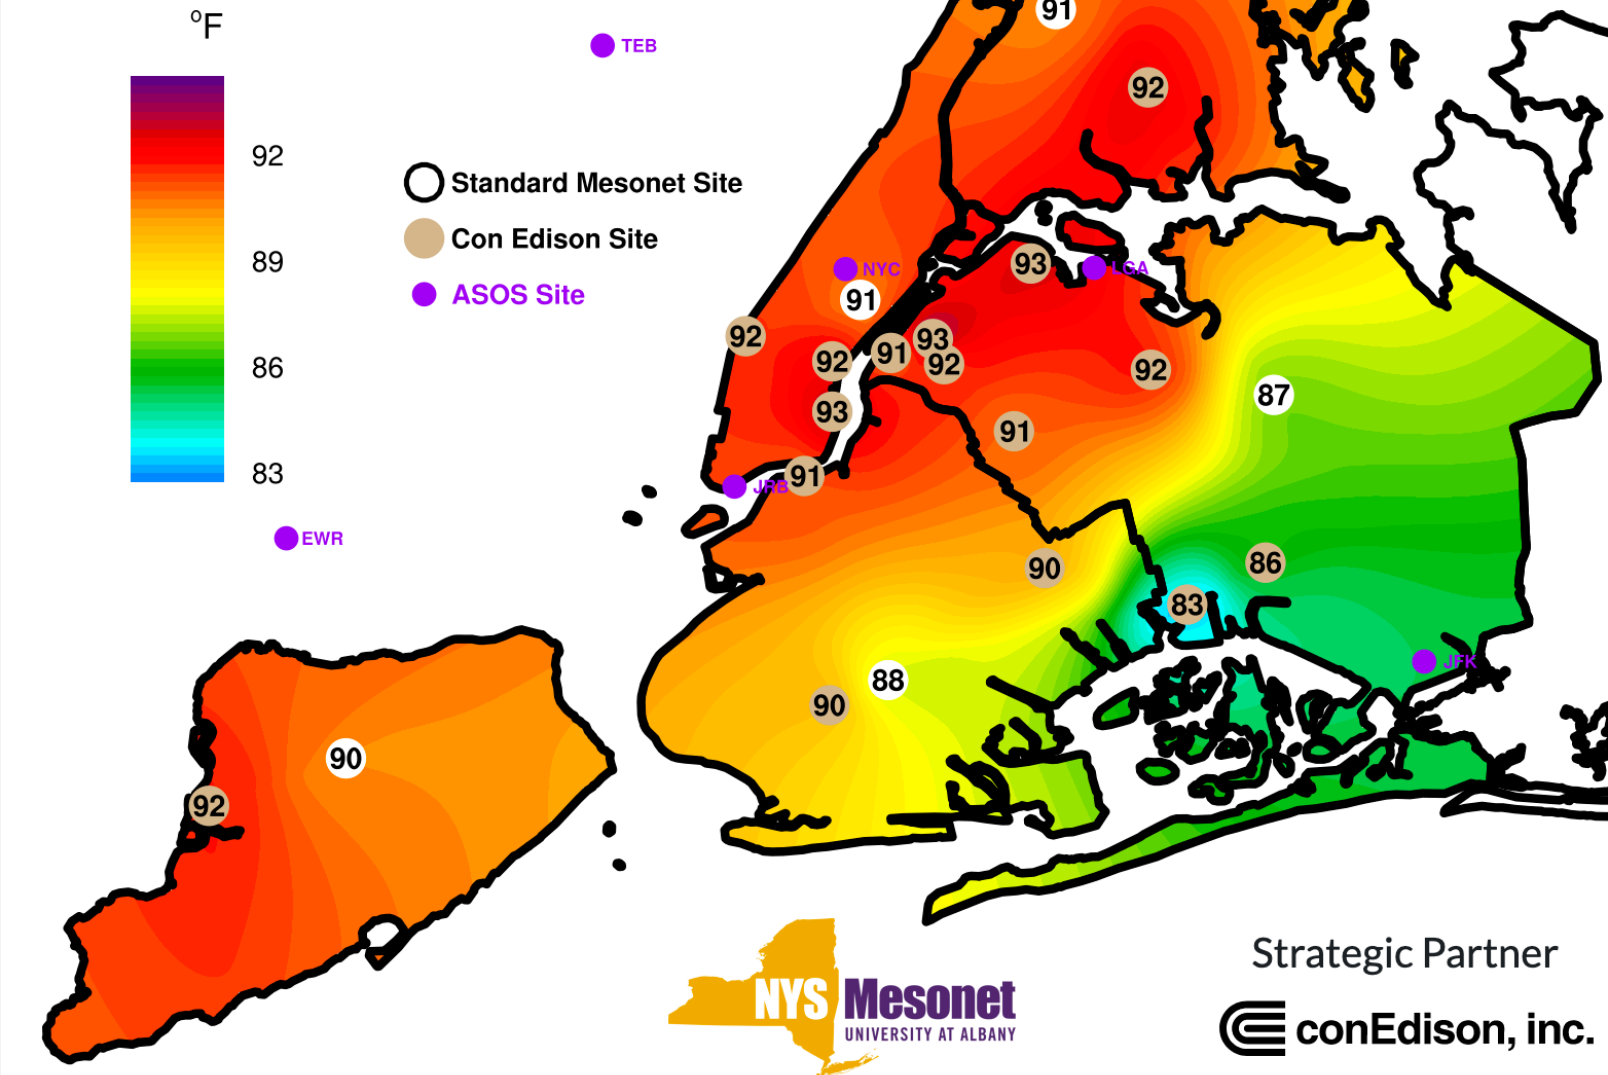 °F
91
TEB
92
92
Standard Mesonet Site
Con Edison Site
89
93
NYC
LGA
ASOS Site
91
92
93
91
92
92
92
86
87
93
91
83
91
JRB
EWR
86
90
83
JFK
88
90
90
92
Strategic Partner
NYS Mesonet
UNIVERSITY AT ALBANY
conEdison, inc.